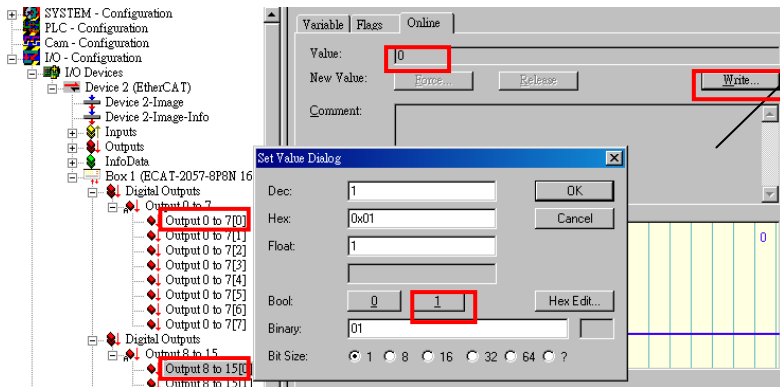 SYSTEM - Configuration
PLC - Configuration
Cam - Configuration
I/O - Configuration
I/O Devices
Device 2 (EtherCAT)
Device 2-Image
Device 2-Image-Info
Inputs
Outputs
InfoData
Box 1 (ECAT-2057-8P8N 16
Digital Outputs
Output 0 to 7
Output 0 to 7[0]
Output 0 to 7[1]
Output 0 to 7[2]
Output 0 to 7[3]
Output 0 to 7[4]
Output 0 to 7[5]
Output 0 to 7[6]
Output 0 to 7[7]
Digital Outputs
Output 8 to 15
Output 8 to 15[0]
Output 8 to 15[1]
Variable Flags Online
Value: 0
New Value: Force... Release Write...
Comment:
Set Value Dialog
Dec: 1 OK
Hex: 0x01 Cancel
Float: 1
Bool: 0 1 Hex Edit...
Binary: 01
Bit Size: 1 8 16 32 64 ?
0